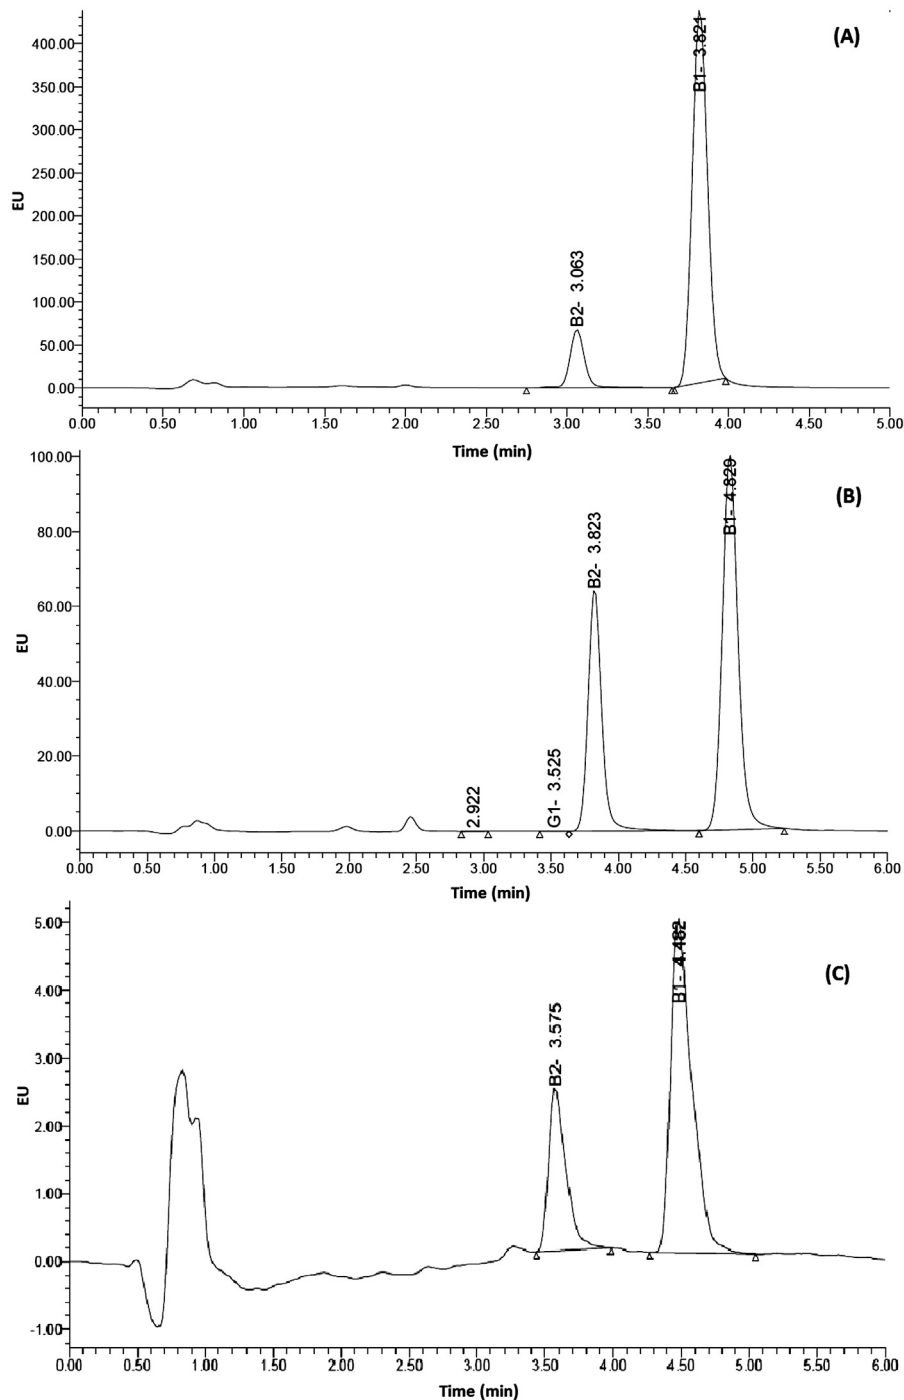 (A)
B1- 3.821
B2- 3.063
400.00
350.00
300.00
250.00
200.00
150.00
100.00
50.00
0.00
EU
0.00 0.50 1.00 1.50 2.00 2.50 3.00 3.50 4.00 4.50 5.00
Time (min)
(B)
B1- 4.829
B2- 3.823
G1- 3.525
2.922
100.00
80.00
60.00
40.00
20.00
0.00
EU
0.00 0.50 1.00 1.50 2.00 2.50 3.00 3.50 4.00 4.50 5.00 5.50 6.00
Time (min)
(C)
B1- 4.482
B2- 3.575
5.00
4.00
3.00
2.00
1.00
0.00
-1.00
EU
0.00 0.50 1.00 1.50 2.00 2.50 3.00 3.50 4.00 4.50 5.00 5.50 6.00
Time (min)